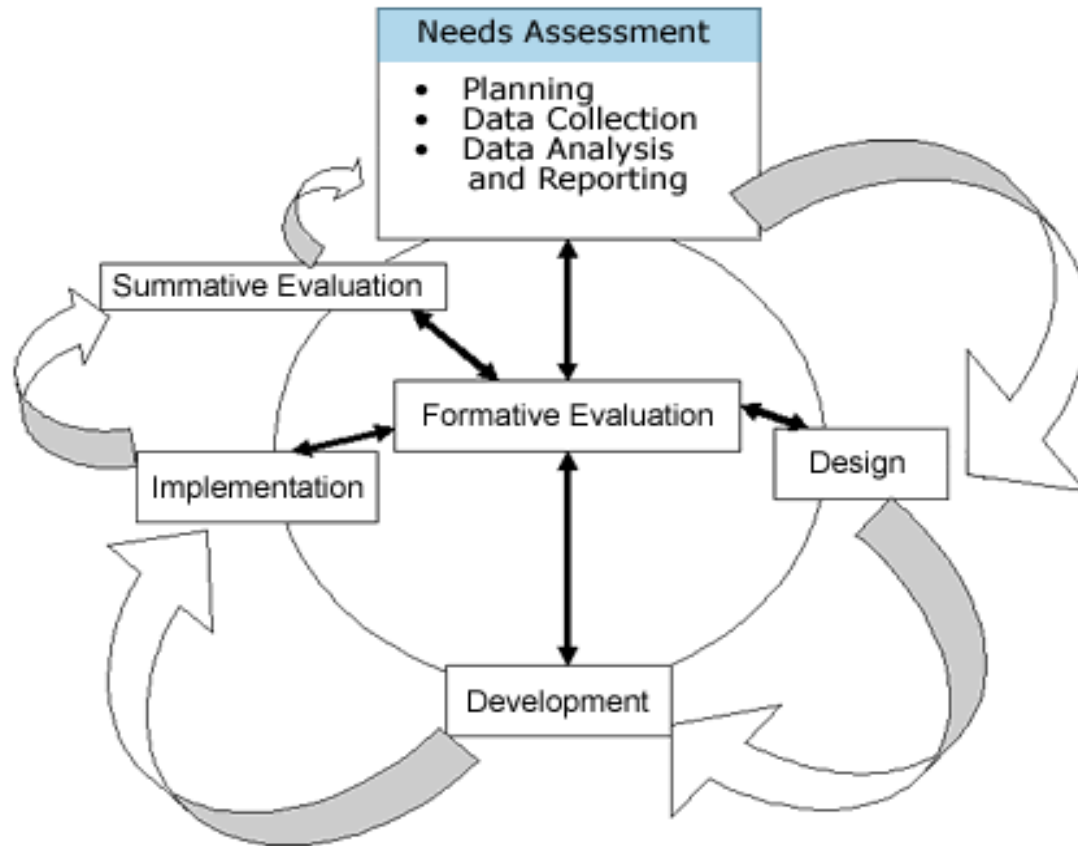 Needs Assessment
• Planning
• Data Collection
• Data Analysis
and Reporting
Summative Evaluation
Formative Evaluation
Design
Implementation
Development